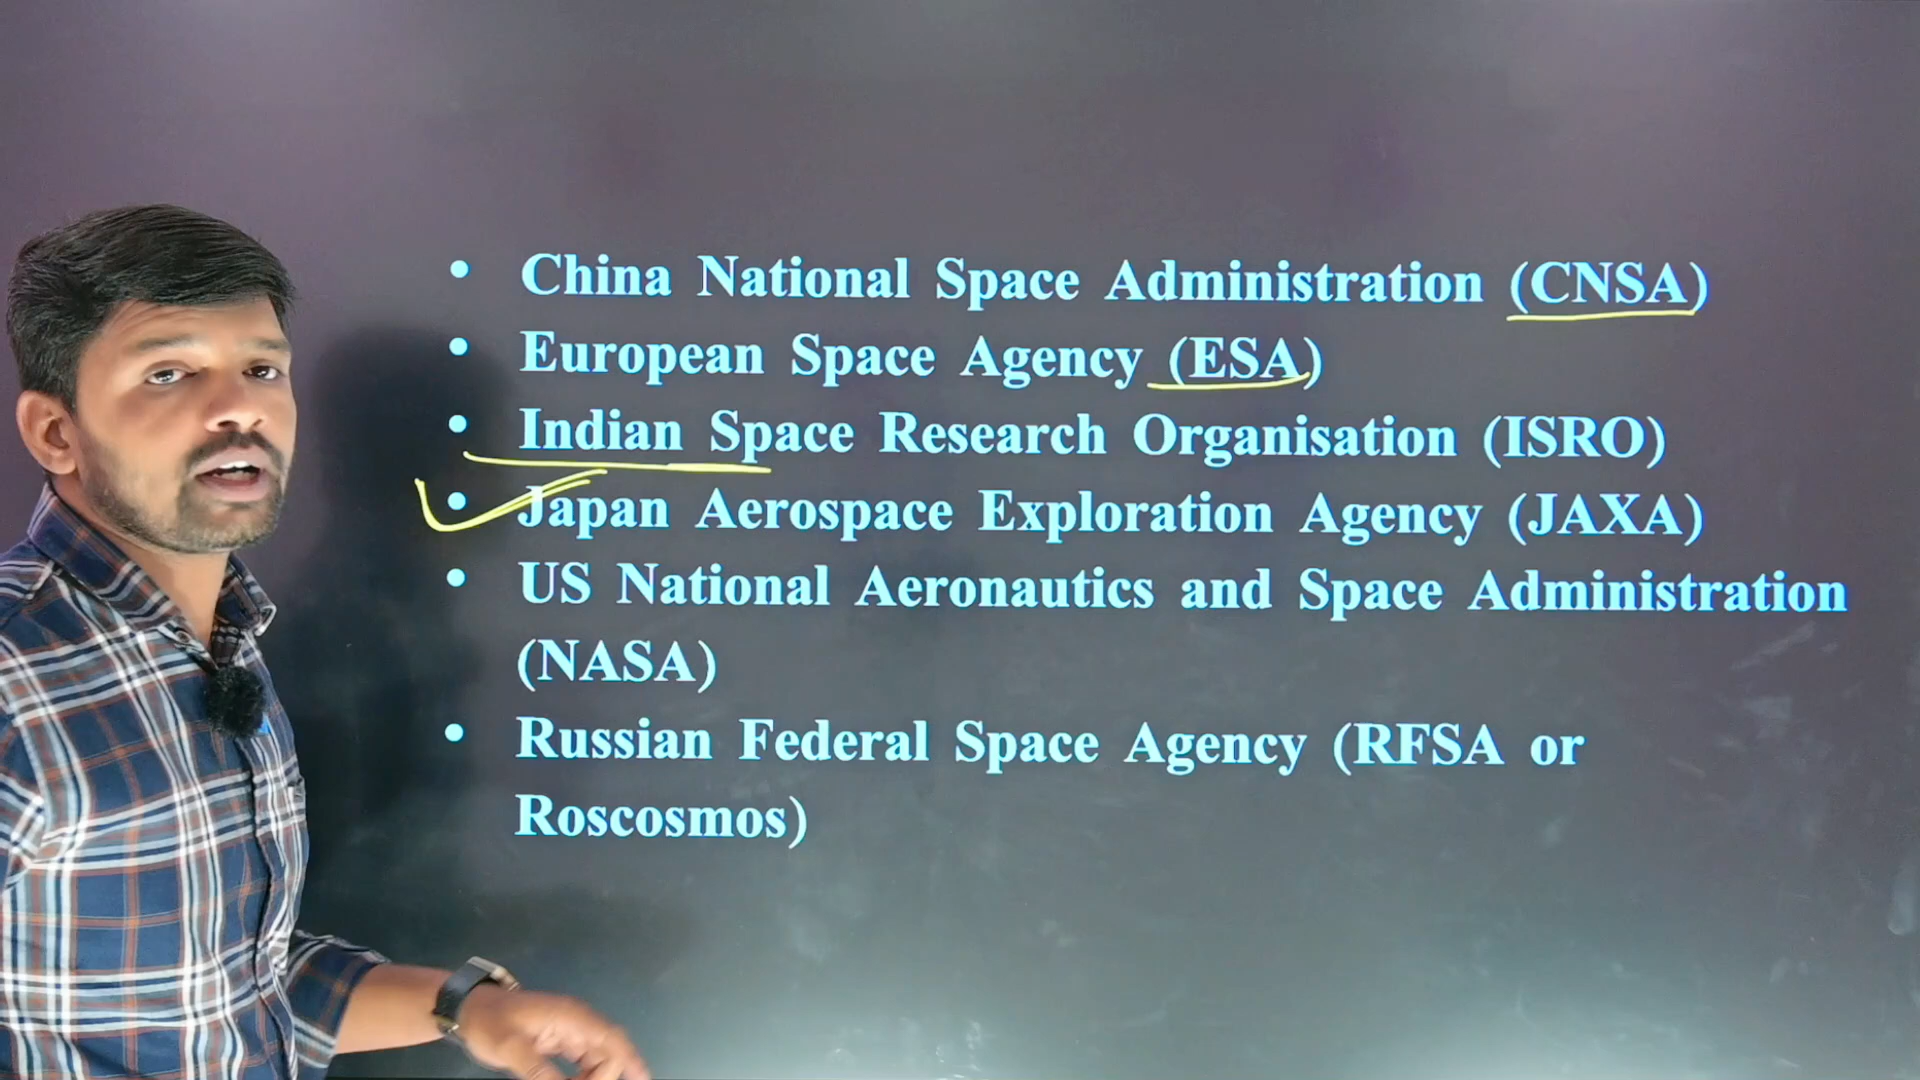 • China National Space Administration (CNSA)
• European Space Agency (ESA)
• Indian Space Research Organisation (ISRO)
• Japan Aerospace Exploration Agency (JAXA)
• US National Aeronautics and Space Administration
(NASA)
• Russian Federal Space Agency (RFSA or
Roscosmos)